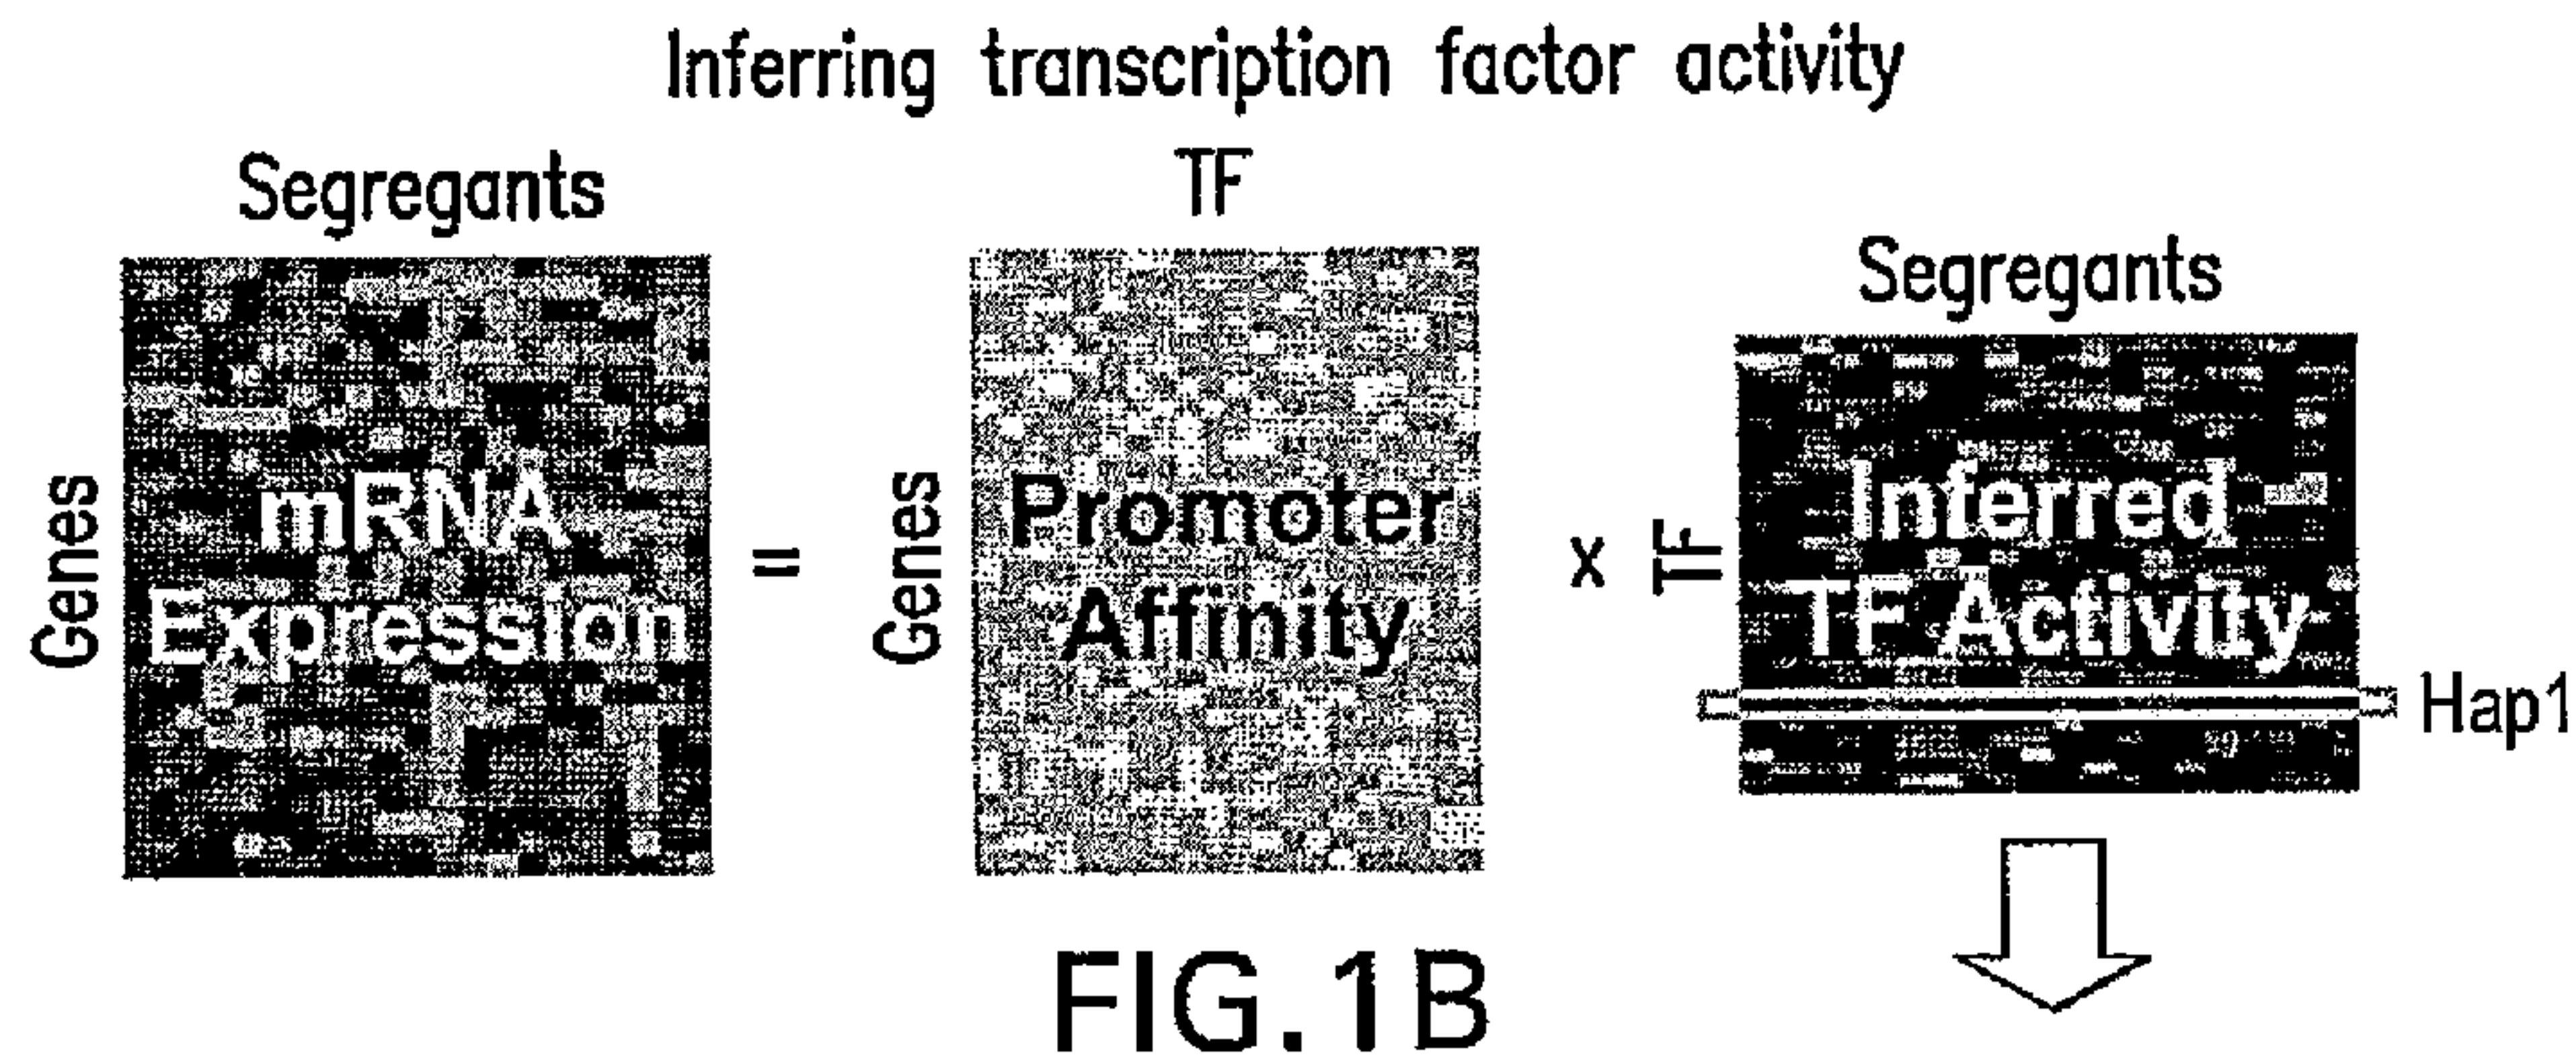 Inferring transcription factor activity
Segregants
TF
Segregants
Genes
mRNA
Expression
=
Genes
Promoter
Affinity
x
TF
Inferred
TF Activity
Hap1
FIG.1B